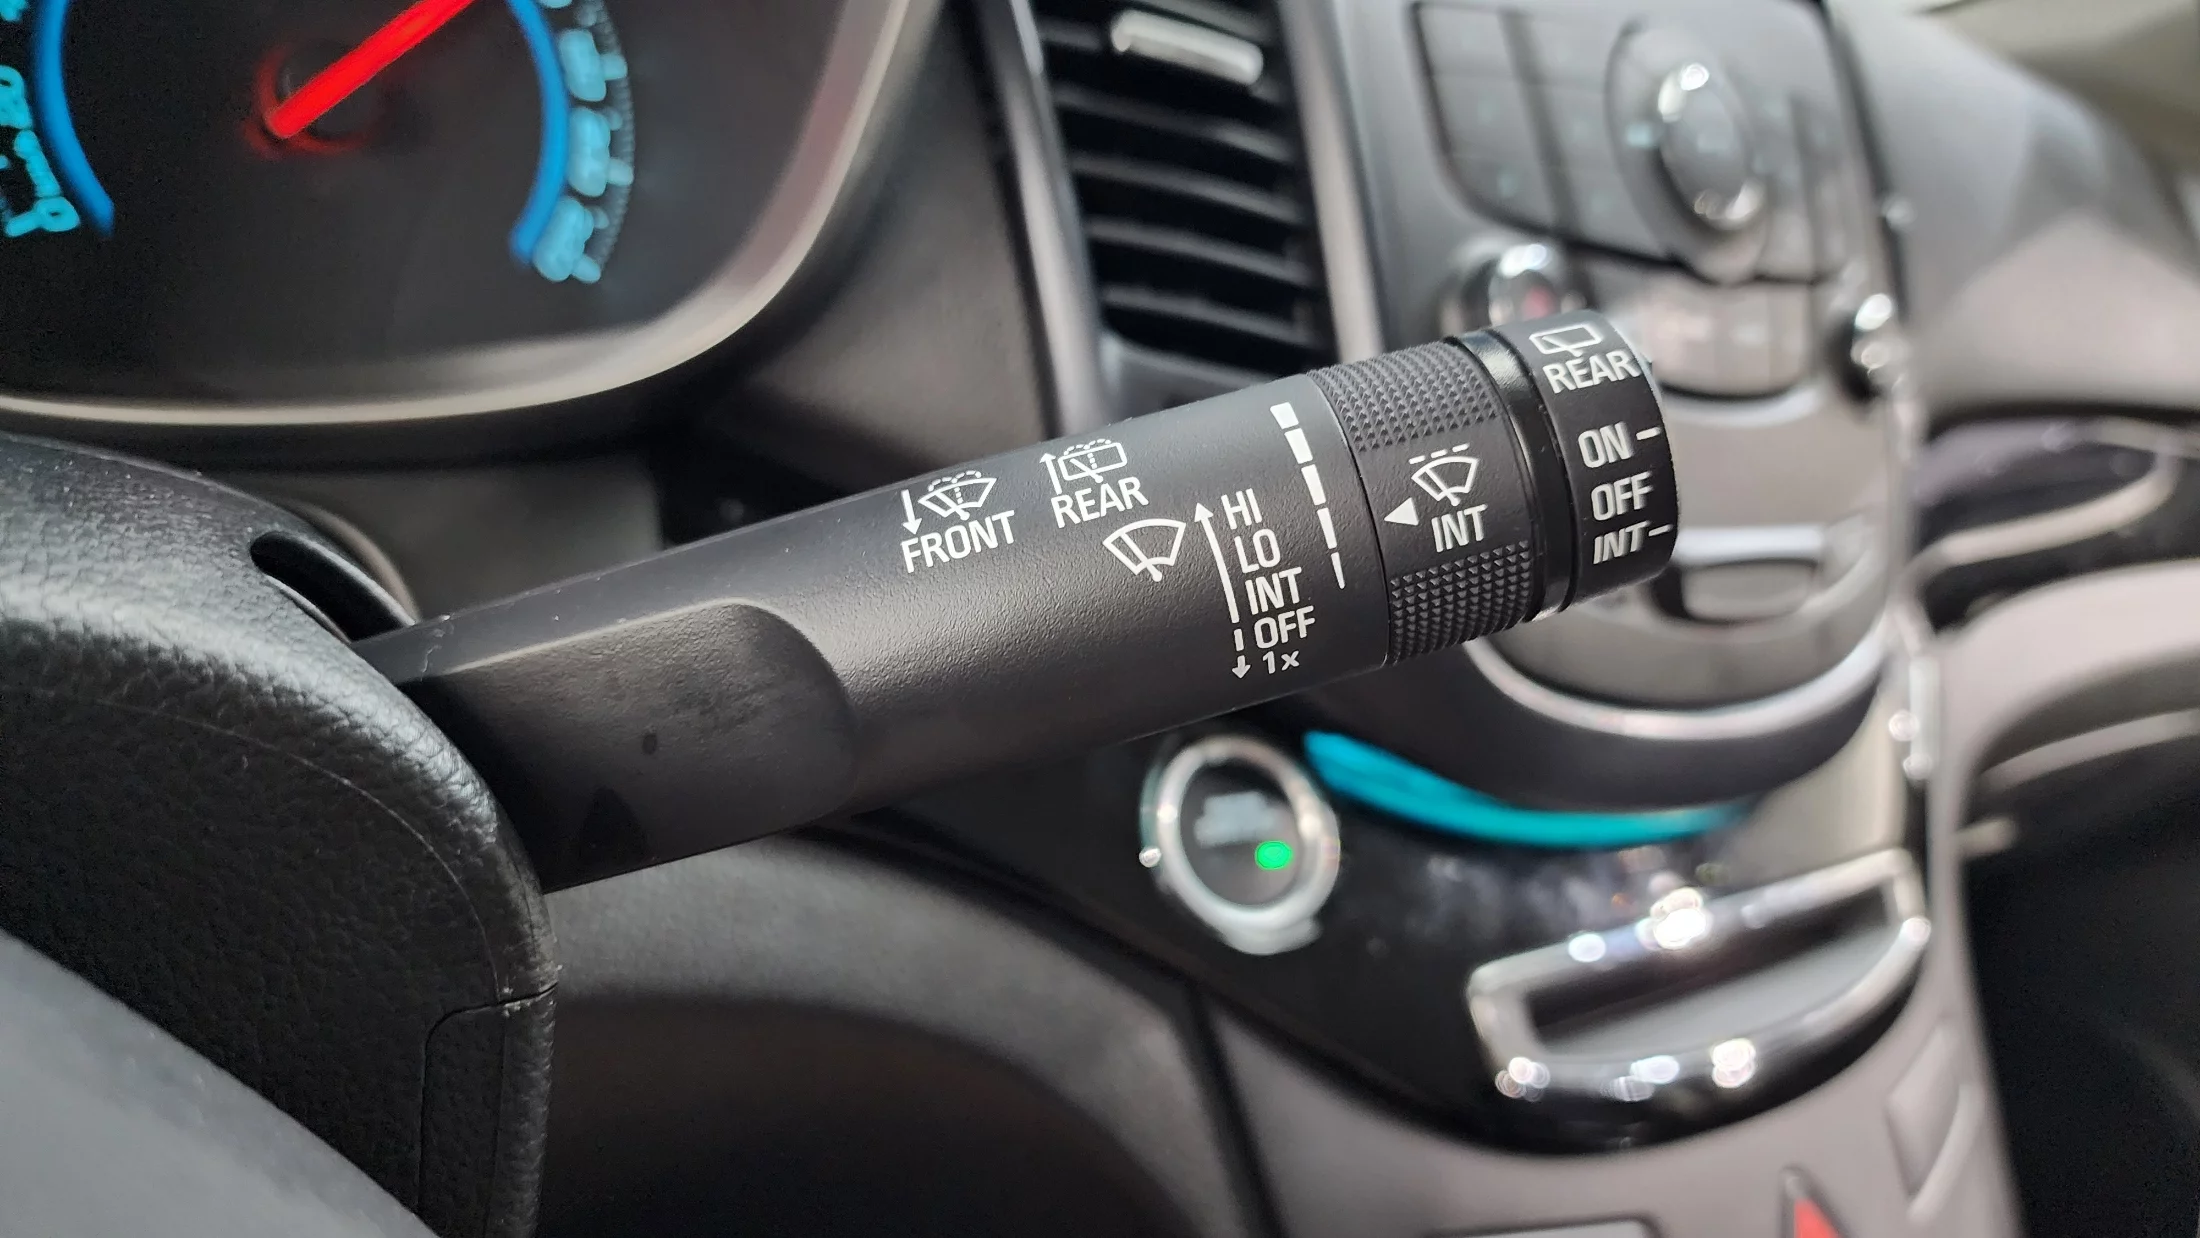 FRONT
REAR
HI
LO
INT
OFF
1x
INT
REAR
ON
OFF
INT